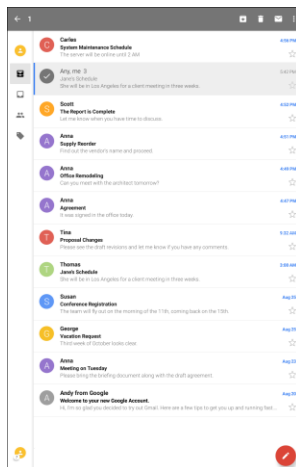 1
C
Carlies
4:56 PM
System Maintenance Schedule
The server will be online until 2 AM
Any, me 3
Jane's Schedule
She will be in Los Angeles for a client meeting in three weeks.
S
Scott
4:52 PM
The Report is Complete
Let me know when you have time to discuss.
A
Anna
4:51 PM
Supply Reorder
Find out the vendor's name and proceed.
A
Anna
4:49 PM
Office Remodeling
Can you meet with the architect tomorrow?
A
Anna
4:47 PM
Agreement
It was signed in the office today.
T
Tina
Proposal Changes
Please see the draft revisions and let me know if you have any comments.
T
Thomas
Jane's Schedule
She will be in Los Angeles for a client meeting in three weeks.
S
Susan
Conference Registration
The team will fly out on the morning of the 11th, coming back on the 15th.
G
George
Vacation Request
Third week of October looks clear.
A
Anna
Meeting on Tuesday
Please bring the briefing document along with the draft agreement.
A
Andy from Google
Welcome to your new Google Account.
Hi, I'm so glad you decided to try out Gmail. Here are a few tips to get you up and running fast...